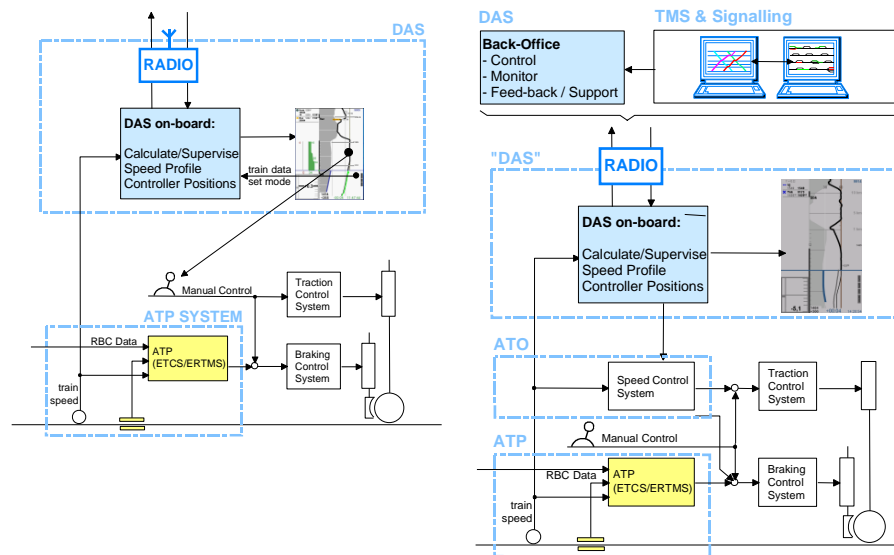 DAS
RADIO
DAS on-board:
Calculate/Supervise
Speed Profile
Controller Positions
train data
set mode
Manual Control
Traction
Control
System
ATP SYSTEM
RBC Data
ATP
(ETCS/ERTMS)
Braking
Control
System
train
speed
DAS
TMS & Signalling
Back-Office
- Control
- Monitor
- Feed-back / Support
"DAS"
RADIO
DAS on-board:
Calculate/Supervise
Speed Profile
Controller Positions
ATO
Speed Control
System
Traction
Control
System
Manual Control
ATP
RBC Data
ATP
(ETCS/ERTMS)
Braking
Control
System
train
speed